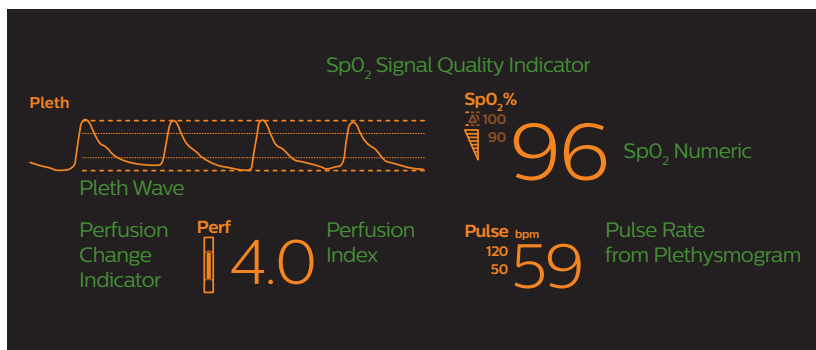 SpO₂ Signal Quality Indicator
Pleth
SpO₂%
100
90
96
SpO₂ Numeric
Pleth Wave
Perfusion
Change
Indicator
Perf
4.0
Perfusion
Index
Pulse bpm
120
50
59
Pulse Rate
from Plethysmogram